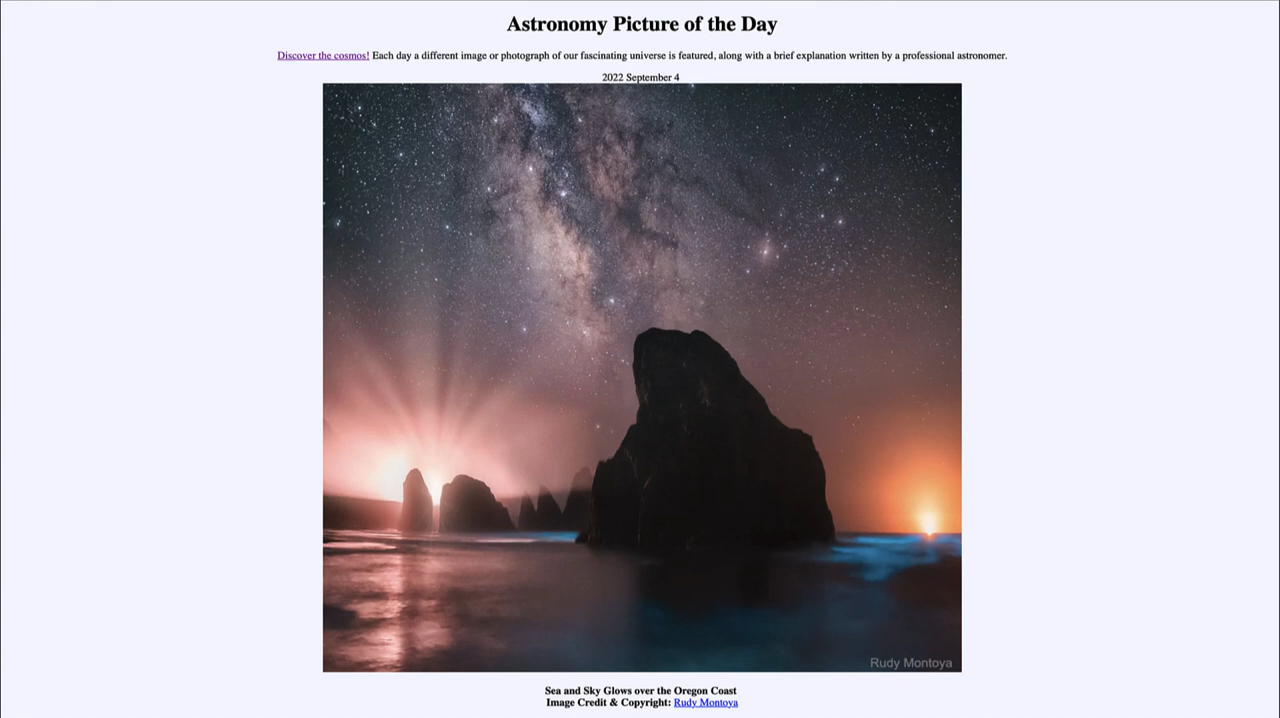 Astronomy Picture of the Day
Discover the cosmos! Each day a different image or photograph of our fascinating universe is featured, along with a brief explanation written by a professional astronomer.
2022 September 4
Rudy Montoya
Sea and Sky Glows over the Oregon Coast
Image Credit & Copyright: Rudy Montoya